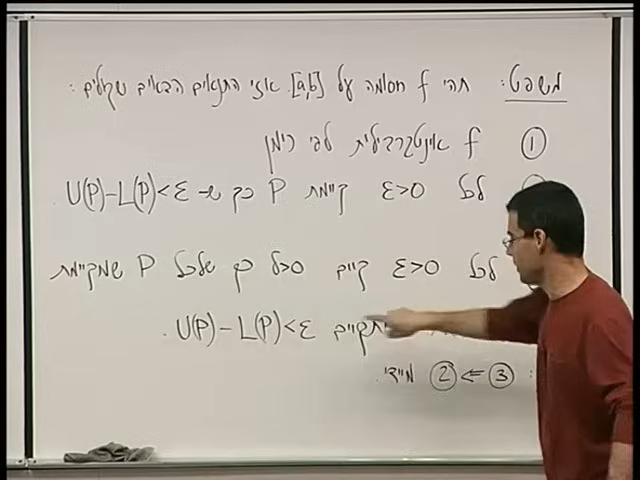 משפט: תהי f חסומה על [a,b]. אזי התנאים הבאים שקולים:
① f אינטגרבילית לפי רימן
לכל ε>0 קיימת P כך ש- U(P)-L(P)<ε.
לכל ε>0 קיים δ>0 כך שלכל P שמקיימת
יתקיים U(P)-L(P)<ε.
: ③ ⇒ ② מיידי.